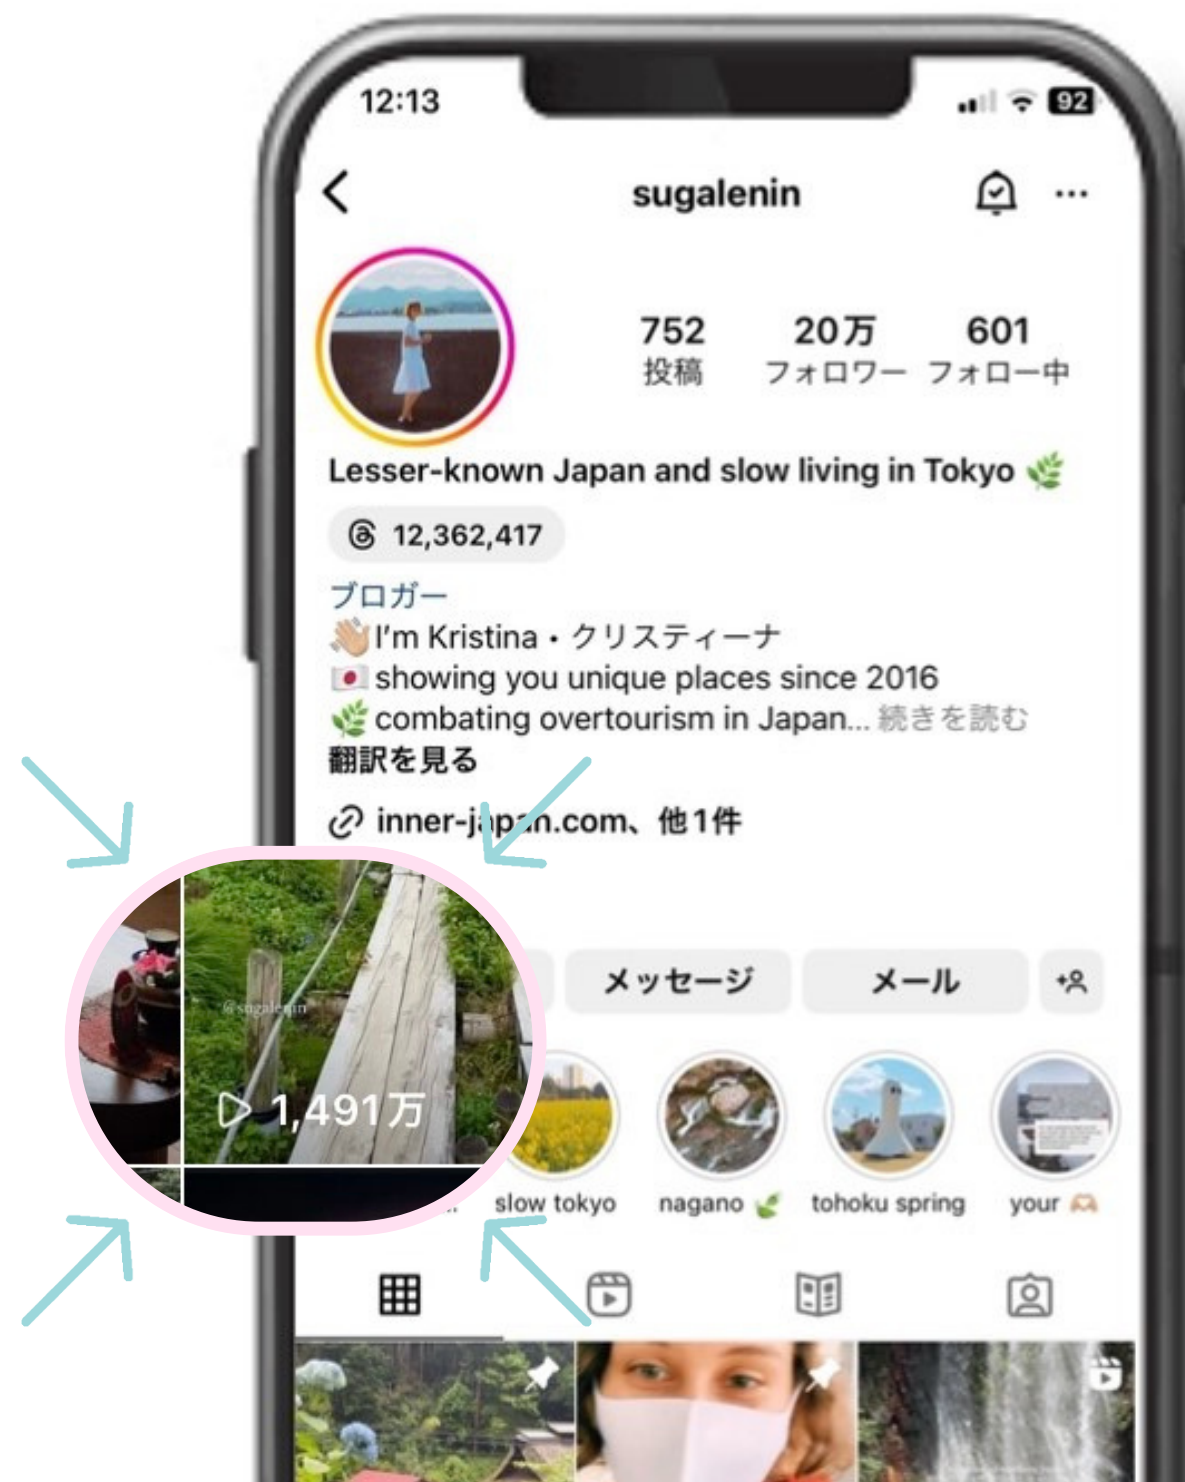 12:13
92
sugalenin
752
投稿
20万
フォロワー
601
フォロー中
Lesser-known Japan and slow living in Tokyo
12,362,417
ブロガー
I'm Kristina・クリスティーナ
showing you unique places since 2016
combating overtourism in Japan... 続きを読む
翻訳を見る
inner-japan.com、他1件
メッセージ
メール
@sugalenin
1,491万
slow tokyo
nagano
tohoku spring
your